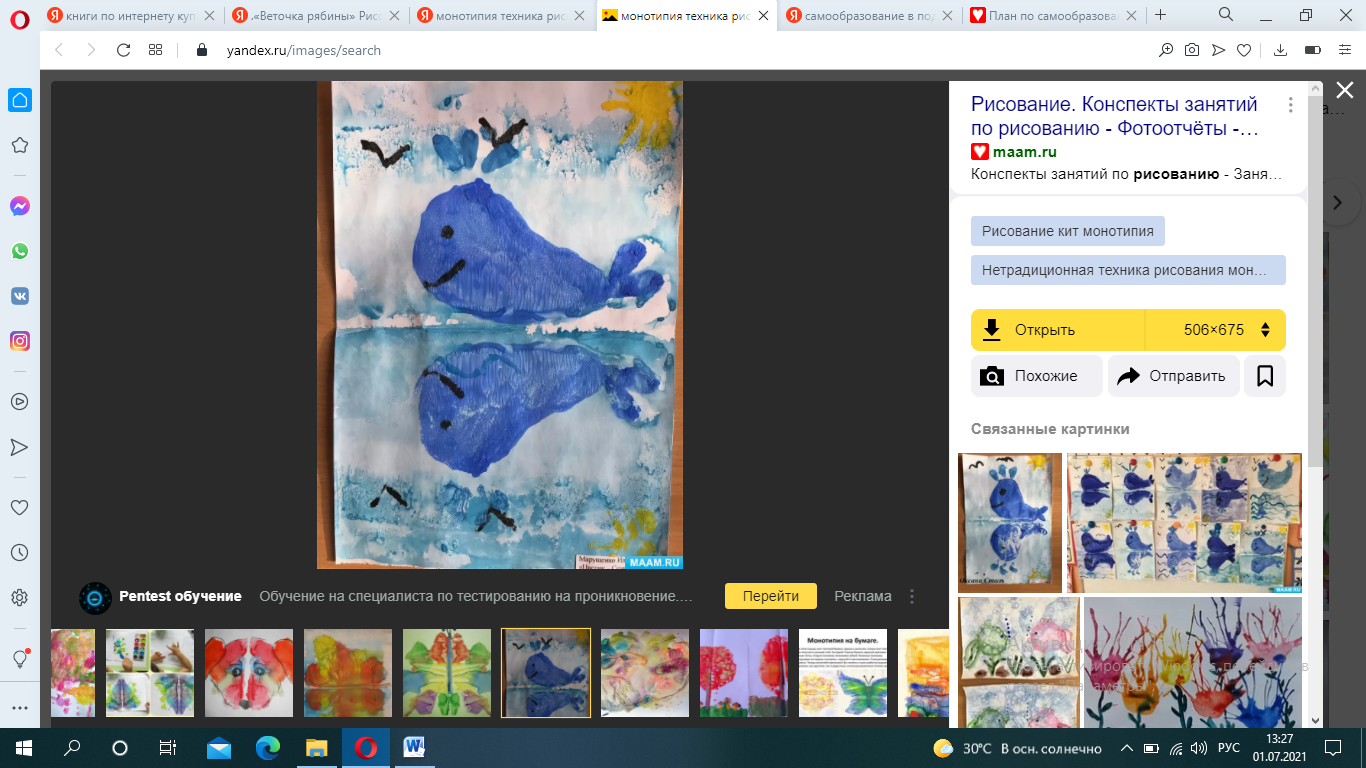 книги по интернету куп
.«Веточка рябины» Рис
монотипия техника рис
монотипия техника рис
самообразование в под
План по самообразова
yandex.ru/images/search
Рисование. Конспекты занятий
по рисованию - Фотоотчёты -…
maam.ru
Конспекты занятий по рисованию - Заня…
Рисование кит монотипия
Нетрадиционная техника рисования мон…
Открыть
506×675
Похожие
Отправить
Связанные картинки
MAAM.RU
Pentest обучение
Обучение на специалиста по тестированию на проникновение....
Перейти
Реклама
Монотипия на бумаге.
MAAM.RU
30°C В осн. солнечно
РУС
13:27
01.07.2021